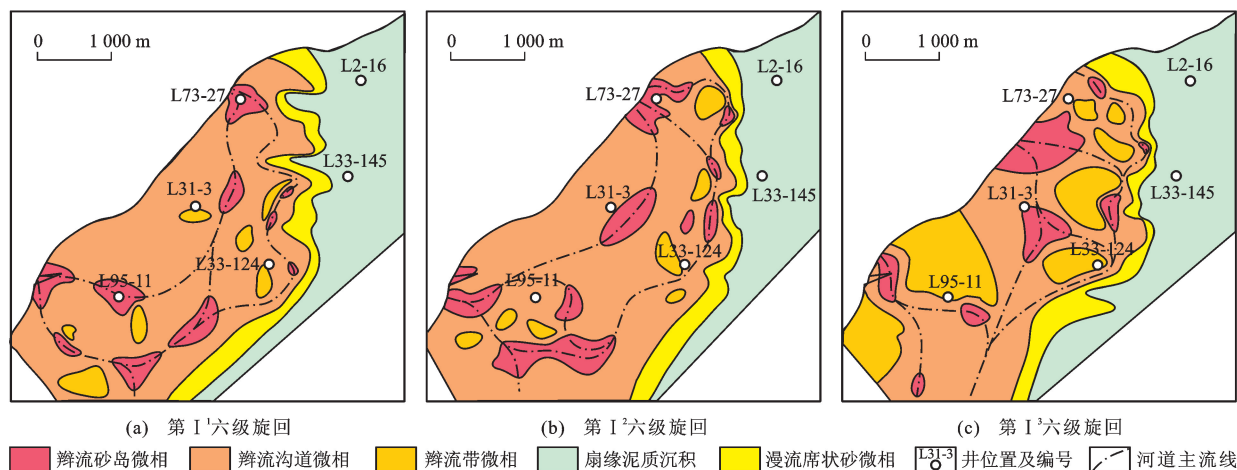 0 1 000 m
L2-16
L73-27
L33-145
L31-3
L33-124
L95-11
(a) 第Ⅰ¹六级旋回
0 1 000 m
L2-16
L73-27
L33-145
L31-3
L33-124
L95-11
(b) 第Ⅰ²六级旋回
0 1 000 m
L2-16
L73-27
L33-145
L31-3
L33-124
L95-11
(c) 第Ⅰ³六级旋回
辫流砂岛微相 辫流沟道微相 辫流带微相 扇缘泥质沉积 漫流席状砂微相 L31-3 井位置及编号 河道主流线